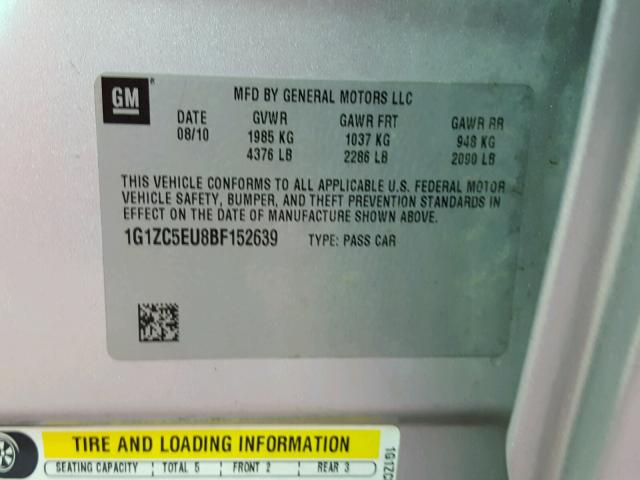 GM
MFD BY GENERAL MOTORS LLC
DATE GVWR GAWR FRT GAWR RR
08/10 1985 KG 1037 KG 948 KG
4376 LB 2286 LB 2090 LB
THIS VEHICLE CONFORMS TO ALL APPLICABLE U.S. FEDERAL MOTOR
VEHICLE SAFETY, BUMPER, AND THEFT PREVENTION STANDARDS IN
EFFECT ON THE DATE OF MANUFACTURE SHOWN ABOVE.
1G1ZC5EU8BF152639 TYPE: PASS CAR
TIRE AND LOADING INFORMATION
SEATING CAPACITY TOTAL 5 FRONT 2 REAR 3
1G1ZC